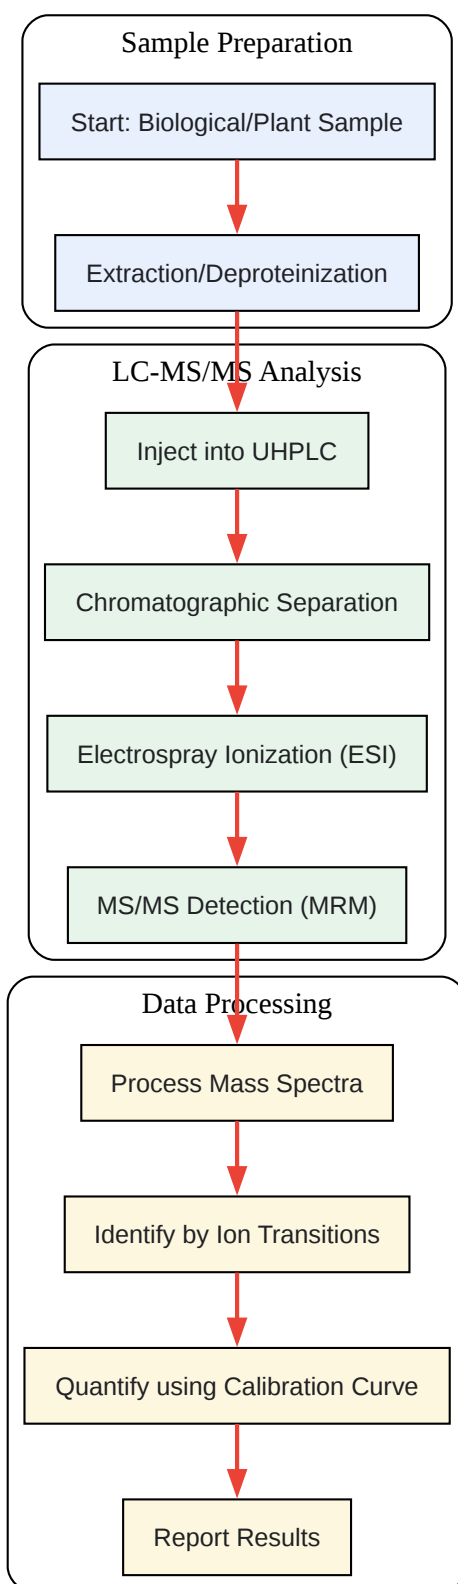 Sample Preparation
Start: Biological/Plant Sample
Extraction/Deproteinization
LC-MS/MS Analysis
Inject into UHPLC
Chromatographic Separation
Electrospray Ionization (ESI)
MS/MS Detection (MRM)
Data Processing
Process Mass Spectra
Identify by Ion Transitions
Quantify using Calibration Curve
Report Results